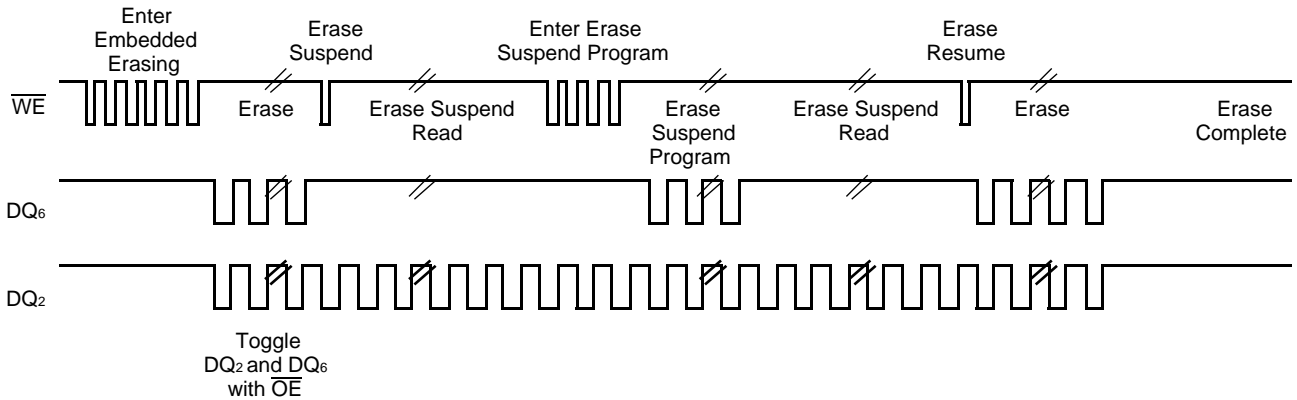 Enter
Embedded
Erasing
Erase
Suspend
Enter Erase
Suspend Program
Erase
Resume
WE
Erase
Erase Suspend
Read
Erase
Suspend
Program
Erase Suspend
Read
Erase
Erase
Complete
DQ6
DQ2
Toggle
DQ2 and DQ6
with OE